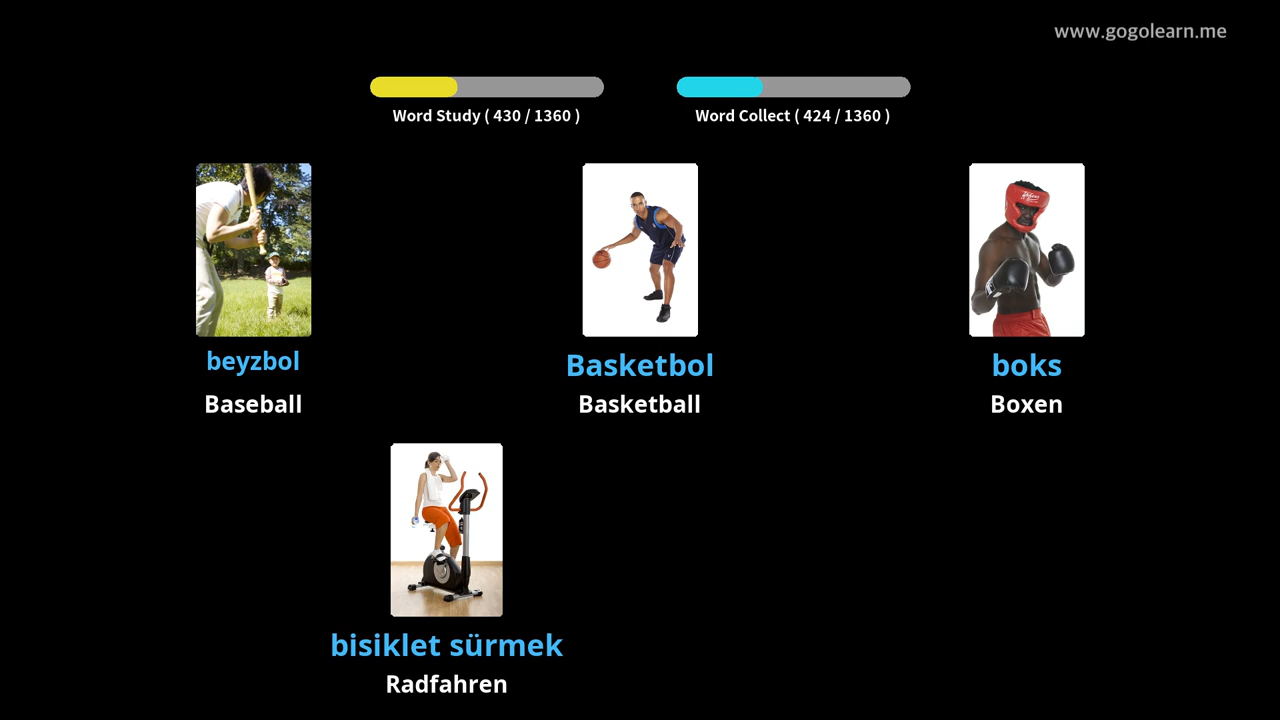 www.gogolearn.me
Word Study ( 430 / 1360 )
Word Collect ( 424 / 1360 )
beyzbol
Basketbol
boks
Baseball
Basketball
Boxen
bisiklet sürmek
Radfahren